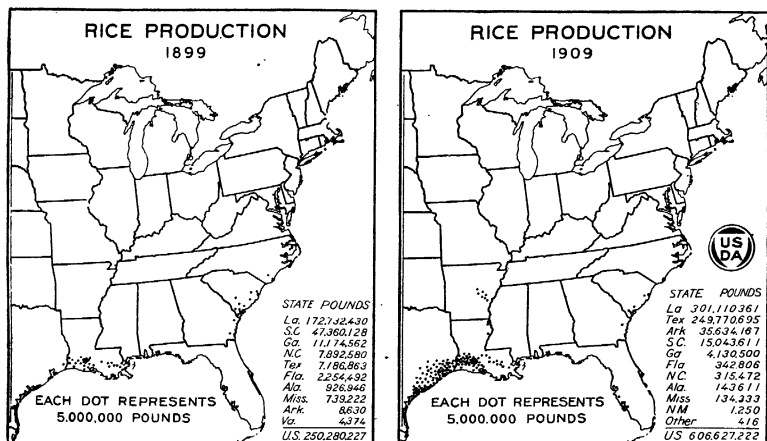 RICE PRODUCTION
1899
STATE POUNDS
La. 172,732,430
S.C 47,360,128
Ga. 11,174,562
N.C 7,892,580
Tex 7,186,863
Fla. 2,254,492
Ala. 926,946
Miss. 739,222
Ark. 8,630
Va. 4,374
U.S. 250,280,227
EACH DOT REPRESENTS
5,000,000 POUNDS
RICE PRODUCTION
1909
US
DA
STATE POUNDS
La 301,110,361
Tex 249,770,695
Ark 35,634,167
S C. 15,043,611
Ga 4,130,500
Fla 342,806
N C. 315,472
Ala. 143,611
Miss 134,333
N M 1,250
Other 416
US 606,627,222
EACH DOT REPRESENTS
5,000,000 POUNDS